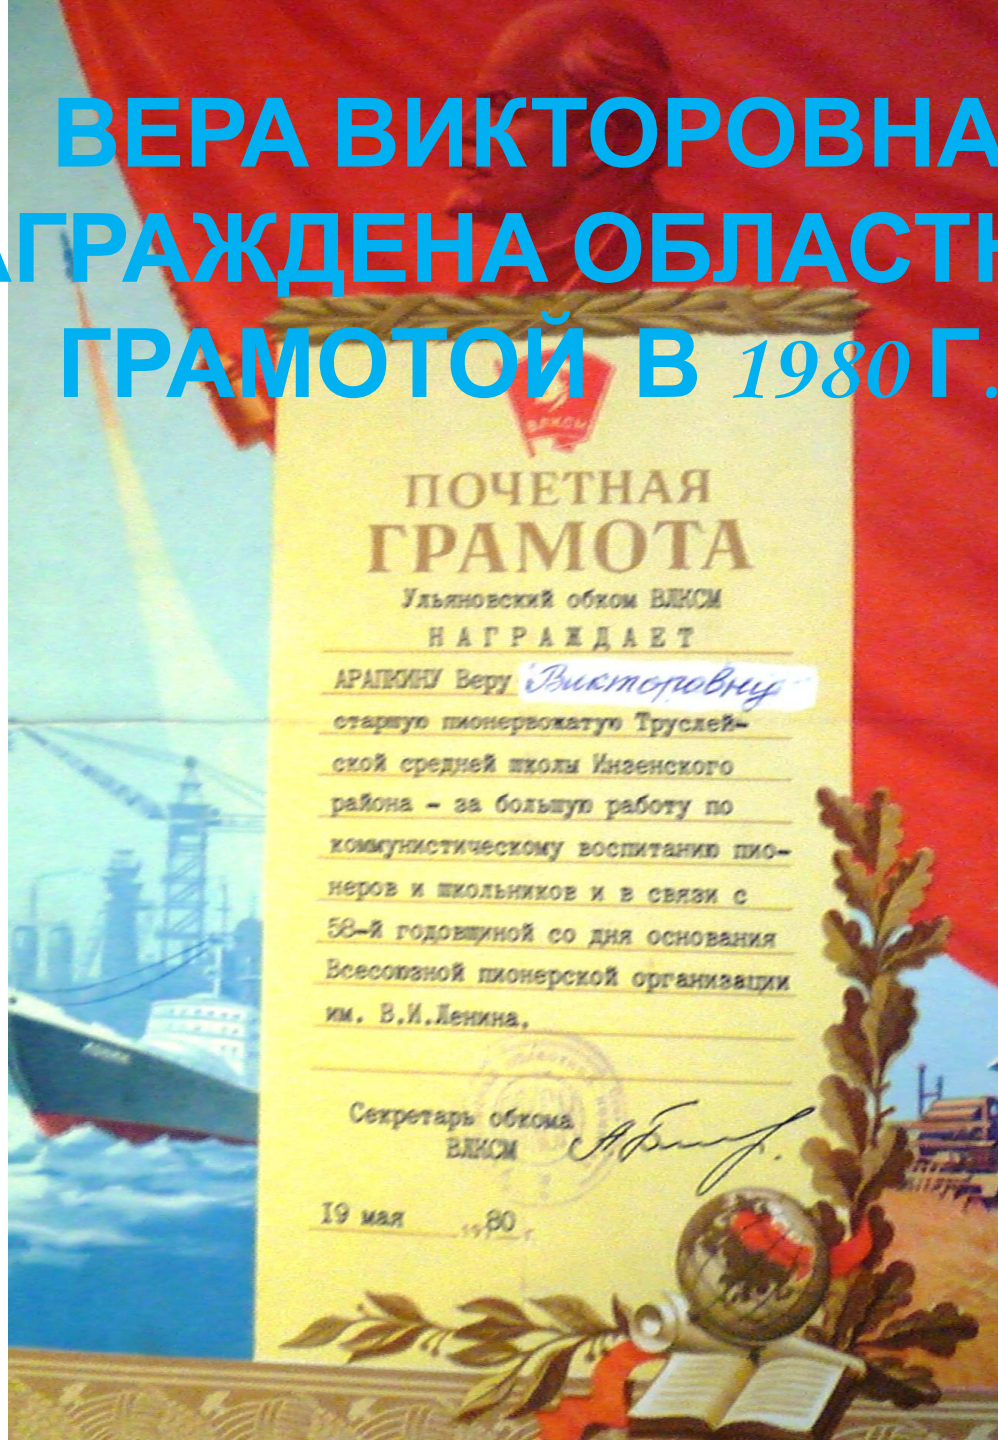 ВЕРА ВИКТОРОВНА
АГРАЖДЕНА ОБЛАСТН
ГРАМОТОЙ В 1980 Г.
ВЛКСМ
ПОЧЕТНАЯ
ГРАМОТА
Ульяновский обком ВЛКСМ
НАГРАЖДАЕТ
АРАПКИНУ Веру Викторовну
старшую пионервожатую Труслей-
ской средней школы Инзенского
района – за большую работу по
коммунистическому воспитанию пио-
неров и школьников и в связи с
58-й годовщиной со дня основания
Всесоюзной пионерской организации
им. В.И.Ленина.
Секретарь обкома
ВЛКСМ
19 мая 1980 г.